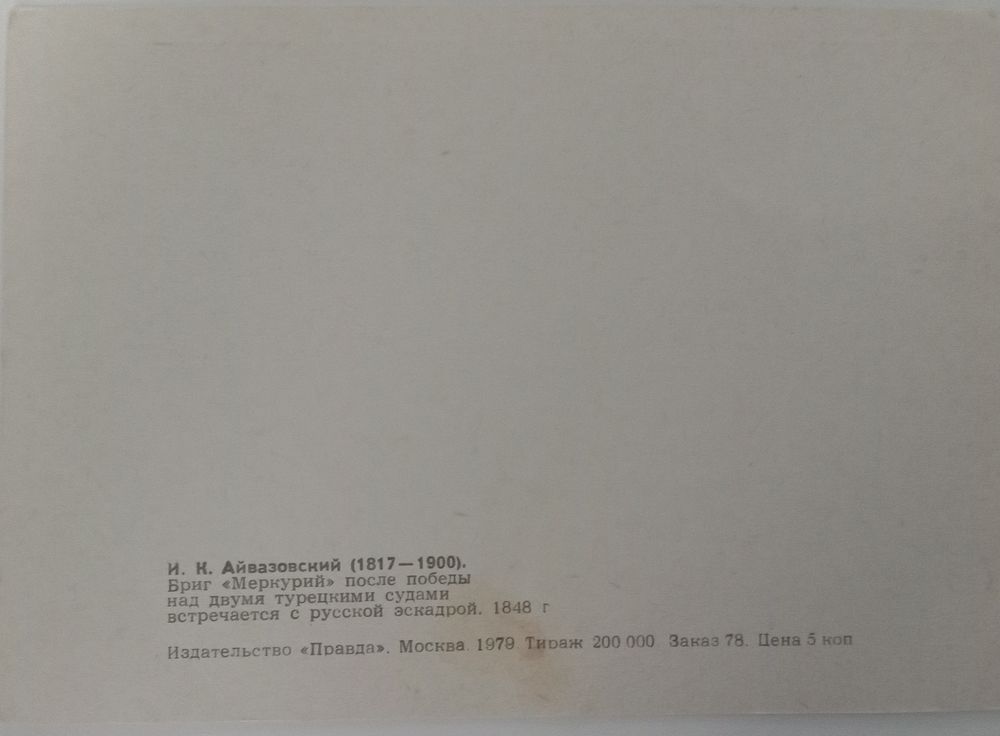 И. К. Айвазовский (1817—1900).
Бриг «Меркурий» после победы
над двумя турецкими судами
встречается с русской эскадрой. 1848 г
Издательство «Правда». Москва. 1979. Тираж 200 000. Заказ 78. Цена 5 коп